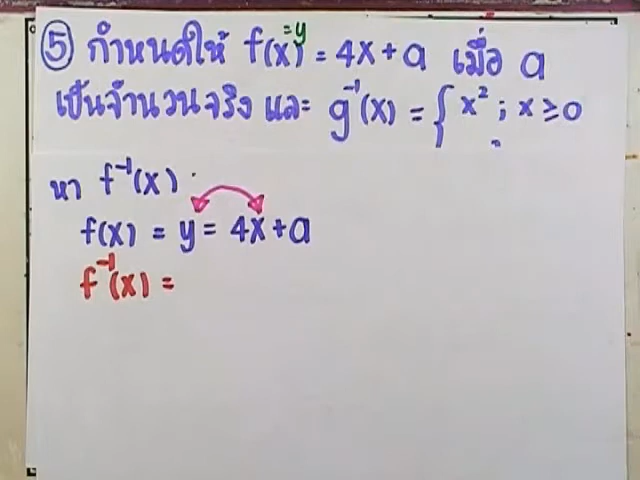 ⑤ กำหนดให้ f(x) = 4x + a เมื่อ a
= y
เป็นจำนวนจริง และ g⁻¹(x) = { x² ; x ≥ 0
หา f⁻¹(x)
f(x) = y = 4x + a
f⁻¹(x) =